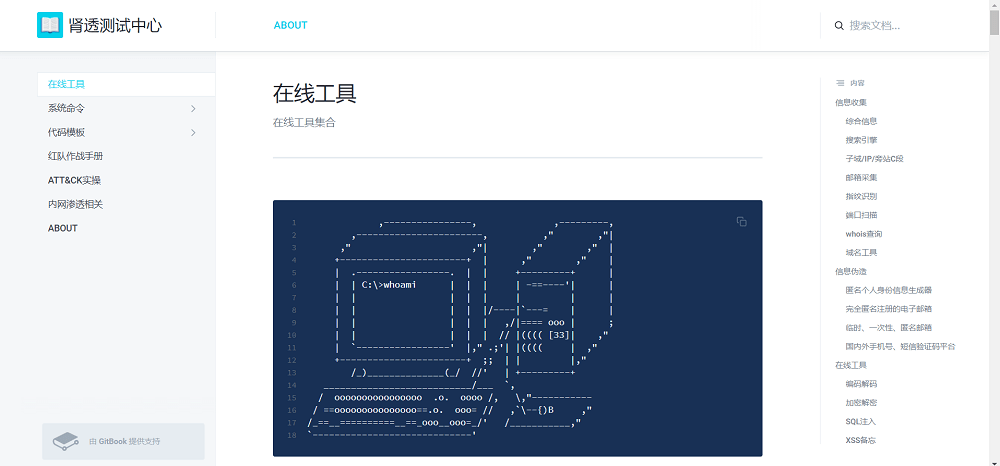 肾透测试中心
ABOUT
搜索文档...
在线工具
系统命令
代码模板
红队作战手册
ATT&CK实操
内网渗透相关
ABOUT
由 GitBook 提供支持
在线工具
在线工具集合
1 ,----------------, ,---------,
2 ,-----------------------, ," ,"|
3 ," ,"| ," ," |
4 +-----------------------+ | ," ," |
5 | .-----------------. | | +---------+ |
6 | | C:\>whoami | | | | -==----'| |
7 | | | | | | | |
8 | | | | |/----|`---= | |
9 | | | | | ,/|==== ooo | ;
10 | | | | | // |(((( [33]| ,"
11 | `-----------------' |," .;'| |(((( | ,"
12 +-----------------------+ ;; | | |,"
13 /_)______________(_/ //' | +---------+
14 ___________________________/___ `,
15 / oooooooooooooooo .o. oooo /, \,"-----------
16 / ==ooooooooooooooo==.o. ooo= // ,`\--{)B ,"
17 /_==__==========__==_ooo__ooo=_/' /___________,"
18 `-----------------------------'
内容
信息收集
综合信息
搜索引擎
子域/IP/旁站C段
邮箱采集
指纹识别
端口扫描
whois查询
域名工具
信息伪造
匿名个人身份信息生成器
完全匿名注册的电子邮箱
临时、一次性、匿名邮箱
国内外手机号、短信验证码平台
在线工具
编码解码
加密解密
SQL注入
XSS备忘